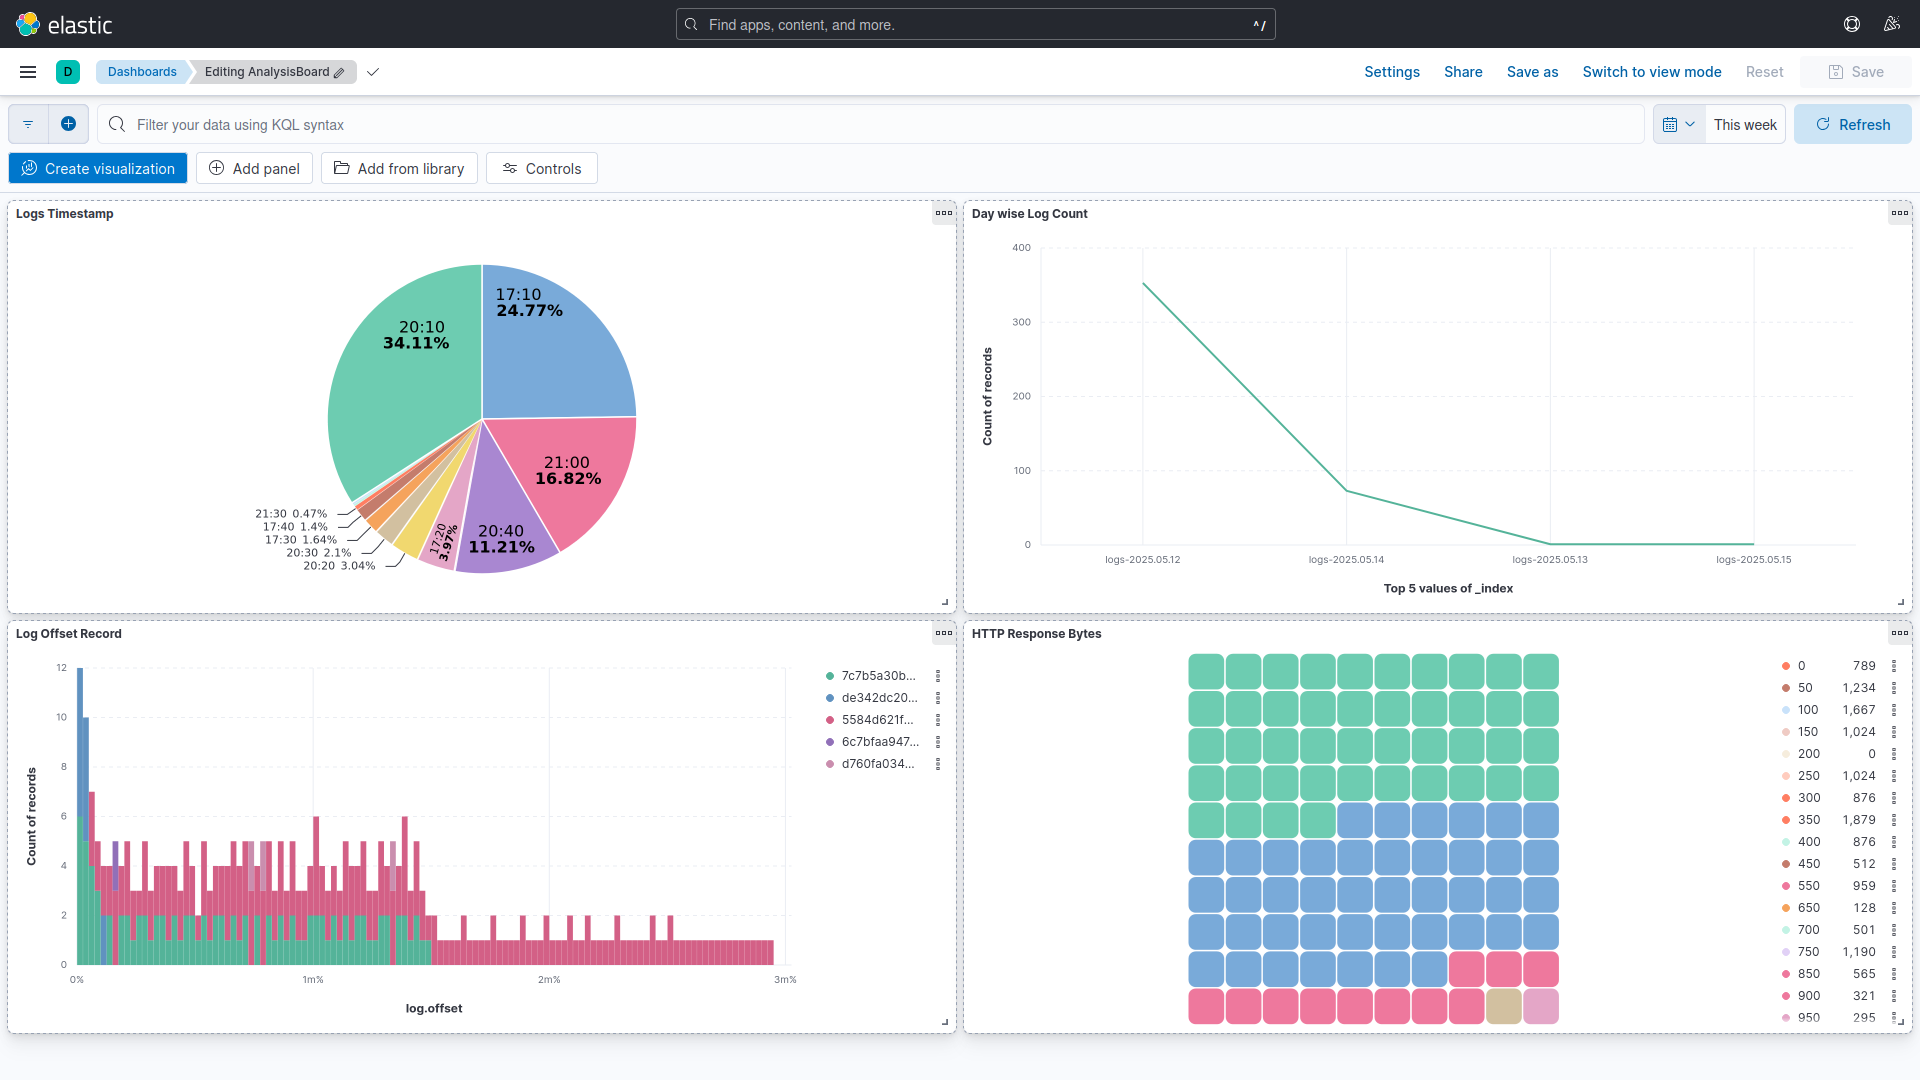 elastic
Find apps, content, and more.
^/
D
Dashboards
Editing AnalysisBoard
Settings
Share
Save as
Switch to view mode
Reset
Save
Filter your data using KQL syntax
This week
Refresh
Create visualization
Add panel
Add from library
Controls
Logs Timestamp
17:10
24.77%
20:10
34.11%
21:00
16.82%
20:40
11.21%
17:20
3.97%
21:30 0.47%
17:40 1.4%
17:30 1.64%
20:30 2.1%
20:20 3.04%
Day wise Log Count
400
300
200
100
0
Count of records
logs-2025.05.12
logs-2025.05.14
logs-2025.05.13
logs-2025.05.15
Top 5 values of _index
Log Offset Record
12
10
8
6
4
2
0
Count of records
0%
1m%
2m%
3m%
log.offset
7c7b5a30b...
de342dc20...
5584d621f...
6c7bfaa947...
d760fa034...
HTTP Response Bytes
0 789
50 1,234
100 1,667
150 1,024
200 0
250 1,024
300 876
350 1,879
400 876
450 512
550 959
650 128
700 501
750 1,190
850 565
900 321
950 295